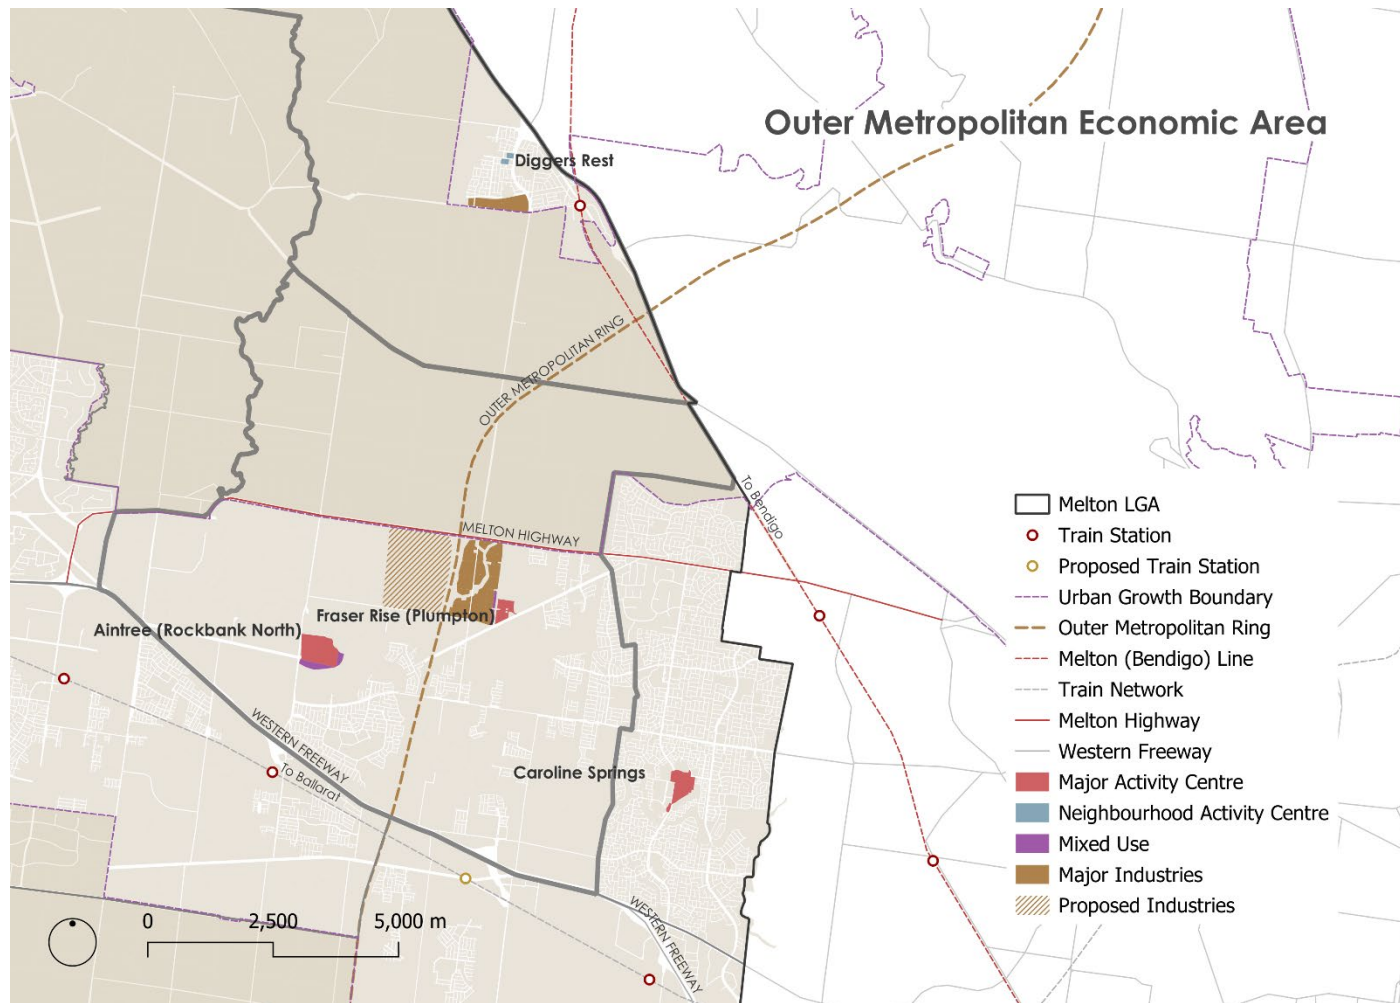 Outer Metropolitan Economic Area
Diggers Rest
OUTER METROPOLITAN RING
To Bendigo
MELTON HIGHWAY
Fraser Rise (Plumpton)
Aintree (Rockbank North)
WESTERN FREEWAY
To Ballarat
Caroline Springs
WESTERN FREEWAY
0 2,500 5,000 m
Melton LGA
Train Station
Proposed Train Station
Urban Growth Boundary
Outer Metropolitan Ring
Melton (Bendigo) Line
Train Network
Melton Highway
Western Freeway
Major Activity Centre
Neighbourhood Activity Centre
Mixed Use
Major Industries
Proposed Industries